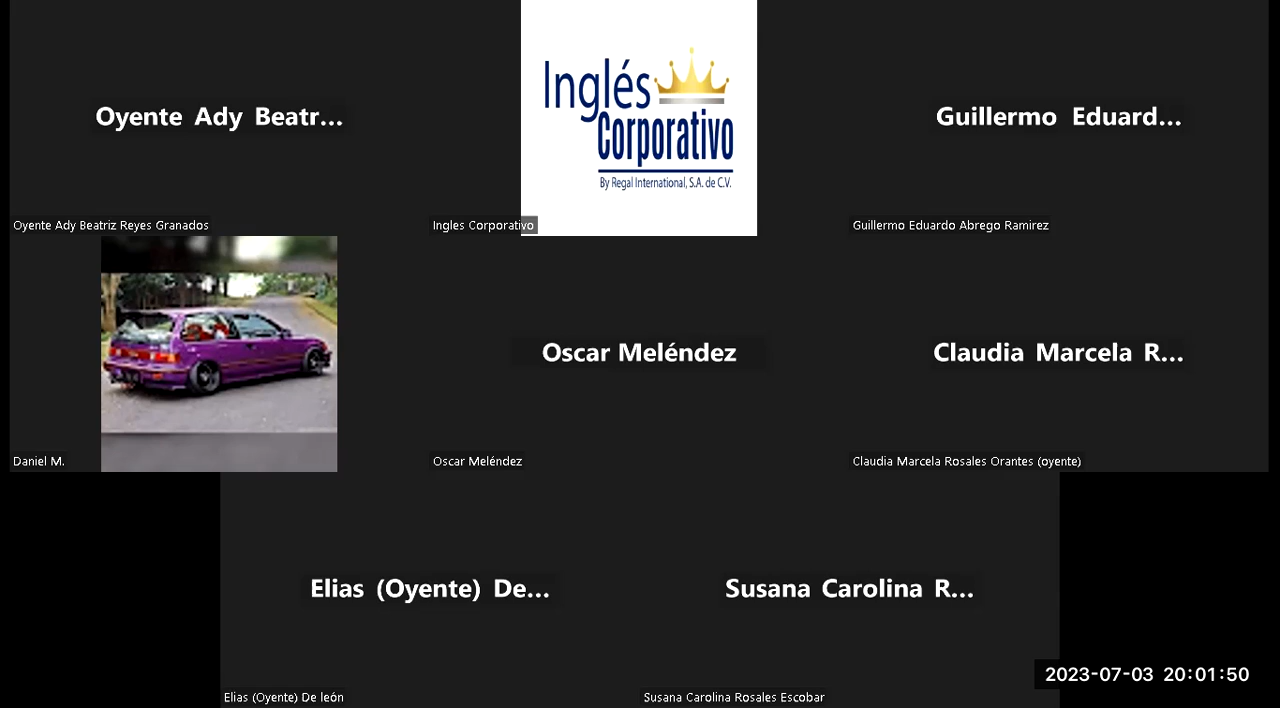 Oyente Ady Beatr...
Inglés
Corporativo
By Regal International, S.A. de C.V.
Guillermo Eduard...
Oyente Ady Beatriz Reyes Granados
Ingles Corporativo
Guillermo Eduardo Abrego Ramirez
Oscar Meléndez
Claudia Marcela R...
Daniel M.
Oscar Meléndez
Claudia Marcela Rosales Orantes (oyente)
Elias (Oyente) De...
Susana Carolina R...
2023-07-03 20:01:50
Elias (Oyente) De león
Susana Carolina Rosales Escobar